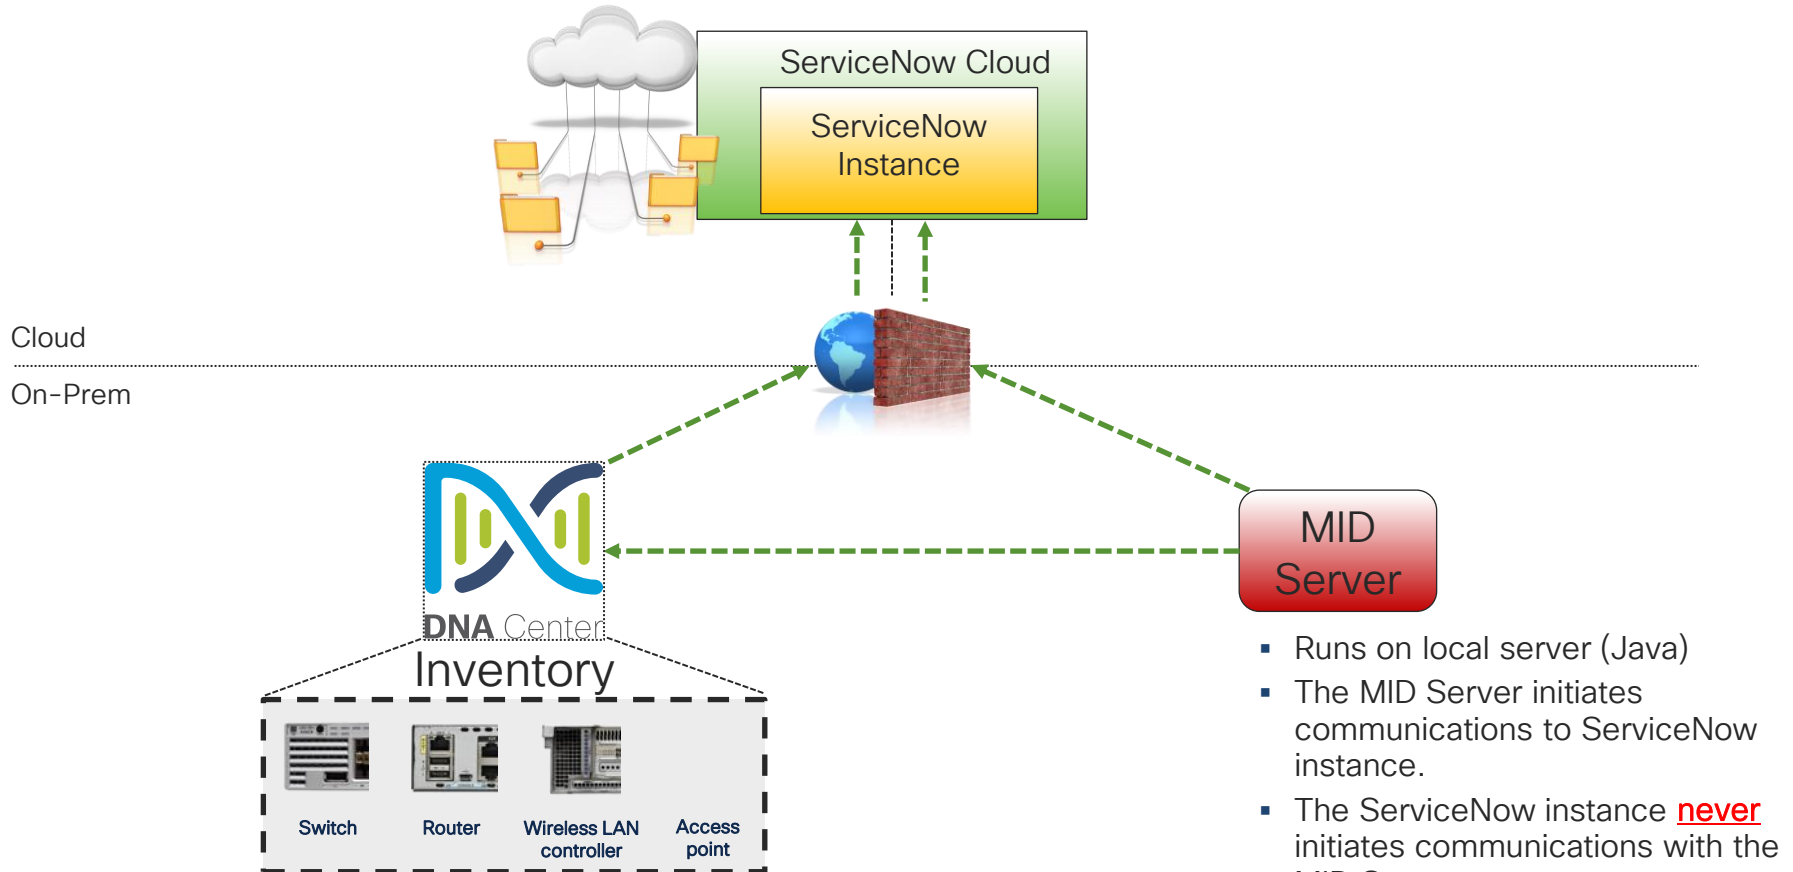 ServiceNow Cloud
ServiceNow
Instance
Cloud
On-Prem
DNA Center
Inventory
Switch
Router
Wireless LAN
controller
Access
point
MID
Server
▪ Runs on local server (Java)
▪ The MID Server initiates
communications to ServiceNow
instance.
▪ The ServiceNow instance never
initiates communications with the